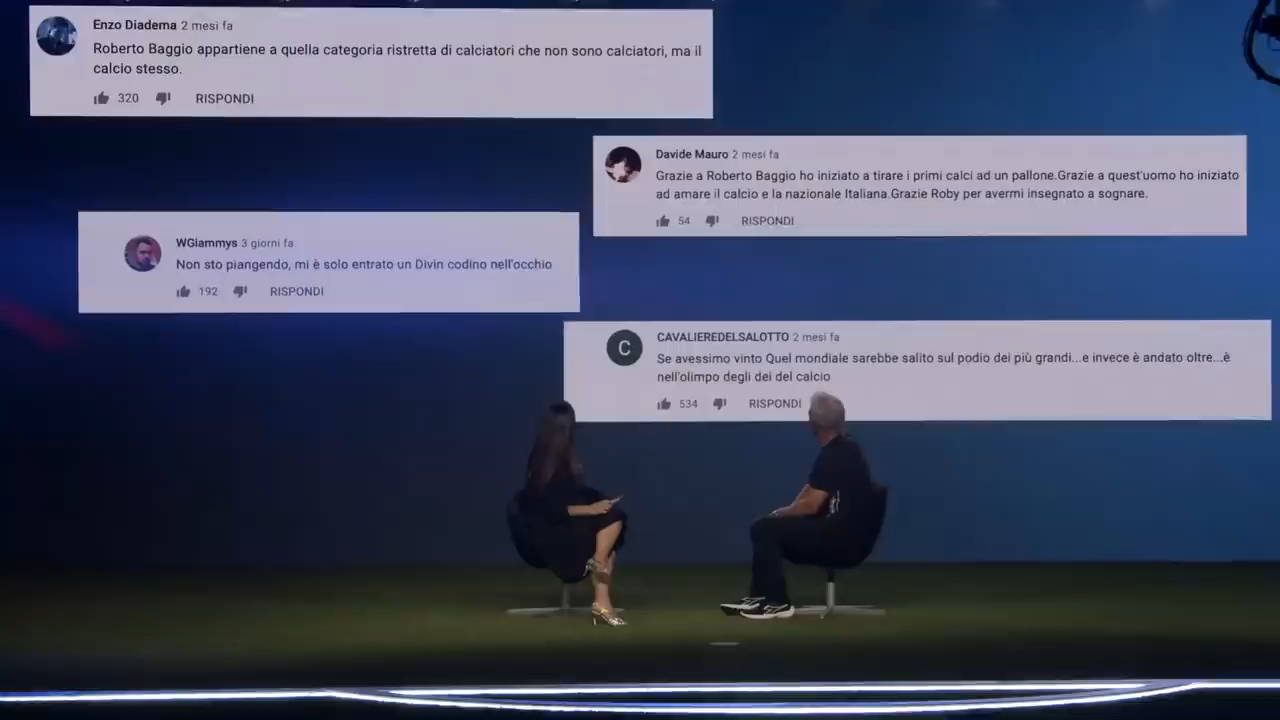 Enzo Diadema 2 mesi fa
Roberto Baggio appartiene a quella categoria ristretta di calciatori che non sono calciatori, ma il
calcio stesso.
320 RISPONDI
Davide Mauro 2 mesi fa
Grazie a Roberto Baggio ho iniziato a tirare i primi calci ad un pallone.Grazie a quest'uomo ho iniziato
ad amare il calcio e la nazionale Italiana.Grazie Roby per avermi insegnato a sognare.
54 RISPONDI
WGiammys 3 giorni fa
Non sto piangendo, mi è solo entrato un Divin codino nell'occhio
192 RISPONDI
C
CAVALIEREDELSALOTTO 2 mesi fa
Se avessimo vinto Quel mondiale sarebbe salito sul podio dei più grandi...e invece è andato oltre...è
nell'olimpo degli dei del calcio
534 RISPONDI